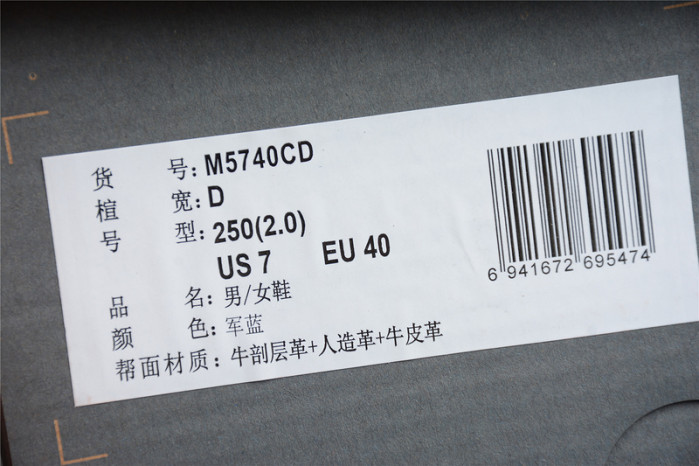 货 号: M5740CD
楦 宽: D
号 型: 250(2.0)
US 7 EU 40
品 名: 男/女鞋
颜 色: 军蓝
帮面材质: 牛剖层革+人造革+牛皮革
6 941672 695474